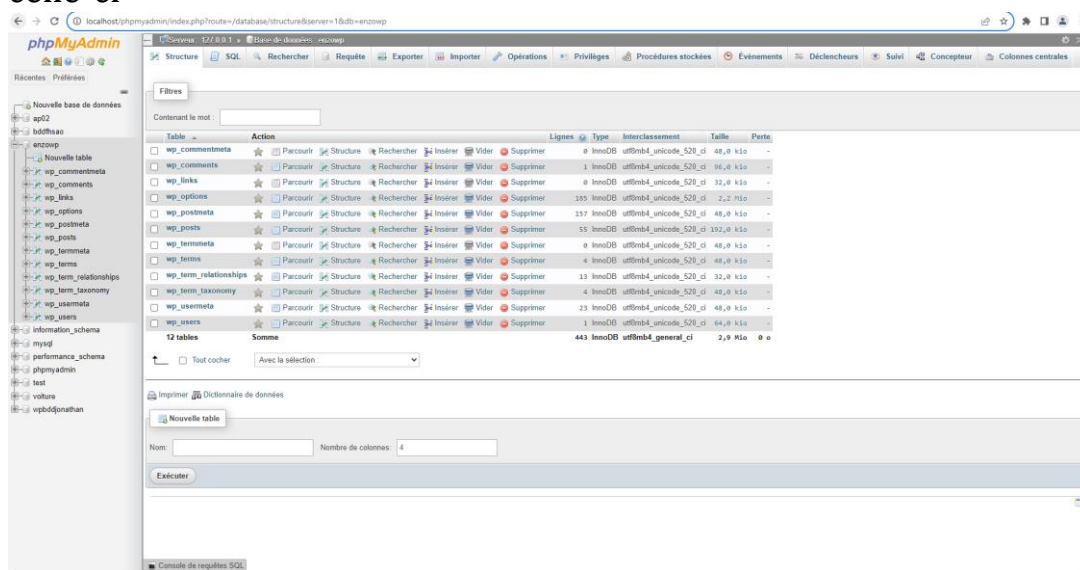 localhost/phpmyadmin/index.php?route=/database/structure&server=1&db=enzowp
phpMyAdmin
Récentes Préférées
Nouvelle base de données
ap02
bddfhsao
enzowp
Nouvelle table
wp_commentmeta
wp_comments
wp_links
wp_options
wp_postmeta
wp_posts
wp_termmeta
wp_terms
wp_term_relationships
wp_term_taxonomy
wp_usermeta
wp_users
information_schema
mysql
performance_schema
phpmyadmin
test
voiture
wpbddjonathan
Serveur: 127.0.0.1 » Base de données: enzowp
Structure SQL Rechercher Requête Exporter Importer Opérations Privilèges Procédures stockées Évènements Déclencheurs Suivi Concepteur Colonnes centrales
Filtres
Contenant le mot :
Table Action Lignes Type Interclassement Taille Perte
wp_commentmeta Parcourir Structure Rechercher Insérer Vider Supprimer 0 InnoDB utf8mb4_unicode_520_ci 48,0 kio -
wp_comments Parcourir Structure Rechercher Insérer Vider Supprimer 1 InnoDB utf8mb4_unicode_520_ci 96,0 kio -
wp_links Parcourir Structure Rechercher Insérer Vider Supprimer 0 InnoDB utf8mb4_unicode_520_ci 32,0 kio -
wp_options Parcourir Structure Rechercher Insérer Vider Supprimer 185 InnoDB utf8mb4_unicode_520_ci 2,2 Mio -
wp_postmeta Parcourir Structure Rechercher Insérer Vider Supprimer 157 InnoDB utf8mb4_unicode_520_ci 48,0 kio -
wp_posts Parcourir Structure Rechercher Insérer Vider Supprimer 55 InnoDB utf8mb4_unicode_520_ci 192,0 kio -
wp_termmeta Parcourir Structure Rechercher Insérer Vider Supprimer 0 InnoDB utf8mb4_unicode_520_ci 48,0 kio -
wp_terms Parcourir Structure Rechercher Insérer Vider Supprimer 4 InnoDB utf8mb4_unicode_520_ci 48,0 kio -
wp_term_relationships Parcourir Structure Rechercher Insérer Vider Supprimer 13 InnoDB utf8mb4_unicode_520_ci 32,0 kio -
wp_term_taxonomy Parcourir Structure Rechercher Insérer Vider Supprimer 4 InnoDB utf8mb4_unicode_520_ci 48,0 kio -
wp_usermeta Parcourir Structure Rechercher Insérer Vider Supprimer 23 InnoDB utf8mb4_unicode_520_ci 48,0 kio -
wp_users Parcourir Structure Rechercher Insérer Vider Supprimer 1 InnoDB utf8mb4_unicode_520_ci 64,0 kio -
12 tables Somme 443 InnoDB utf8mb4_general_ci 2,9 Mio 0 o
Tout cocher Avec la sélection :
Imprimer Dictionnaire de données
Nouvelle table
Nom: Nombre de colonnes: 4
Exécuter
Console de requêtes SQL